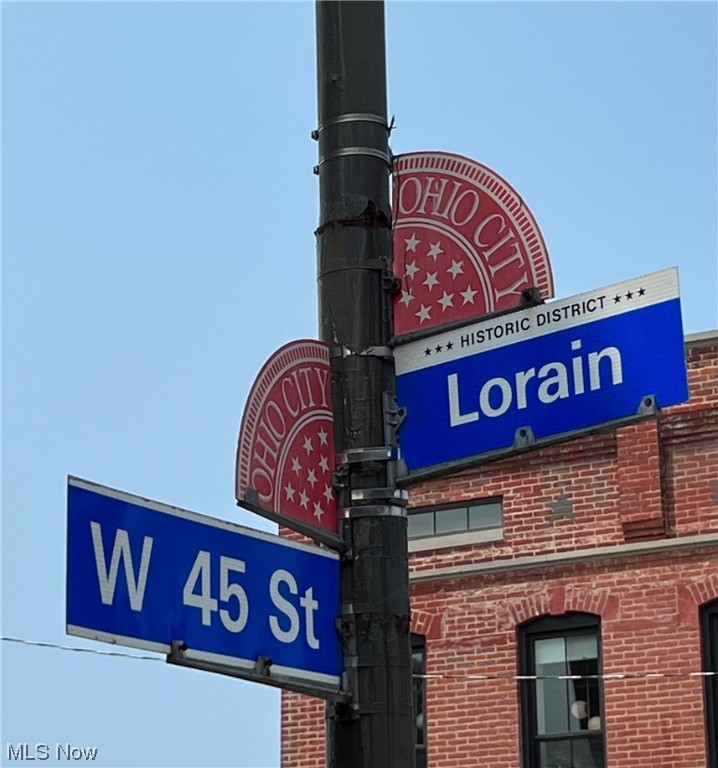 OHIO CITY
★★★ HISTORIC DISTRICT ★★★
Lorain
OHIO CITY
W 45 St
MLS Now